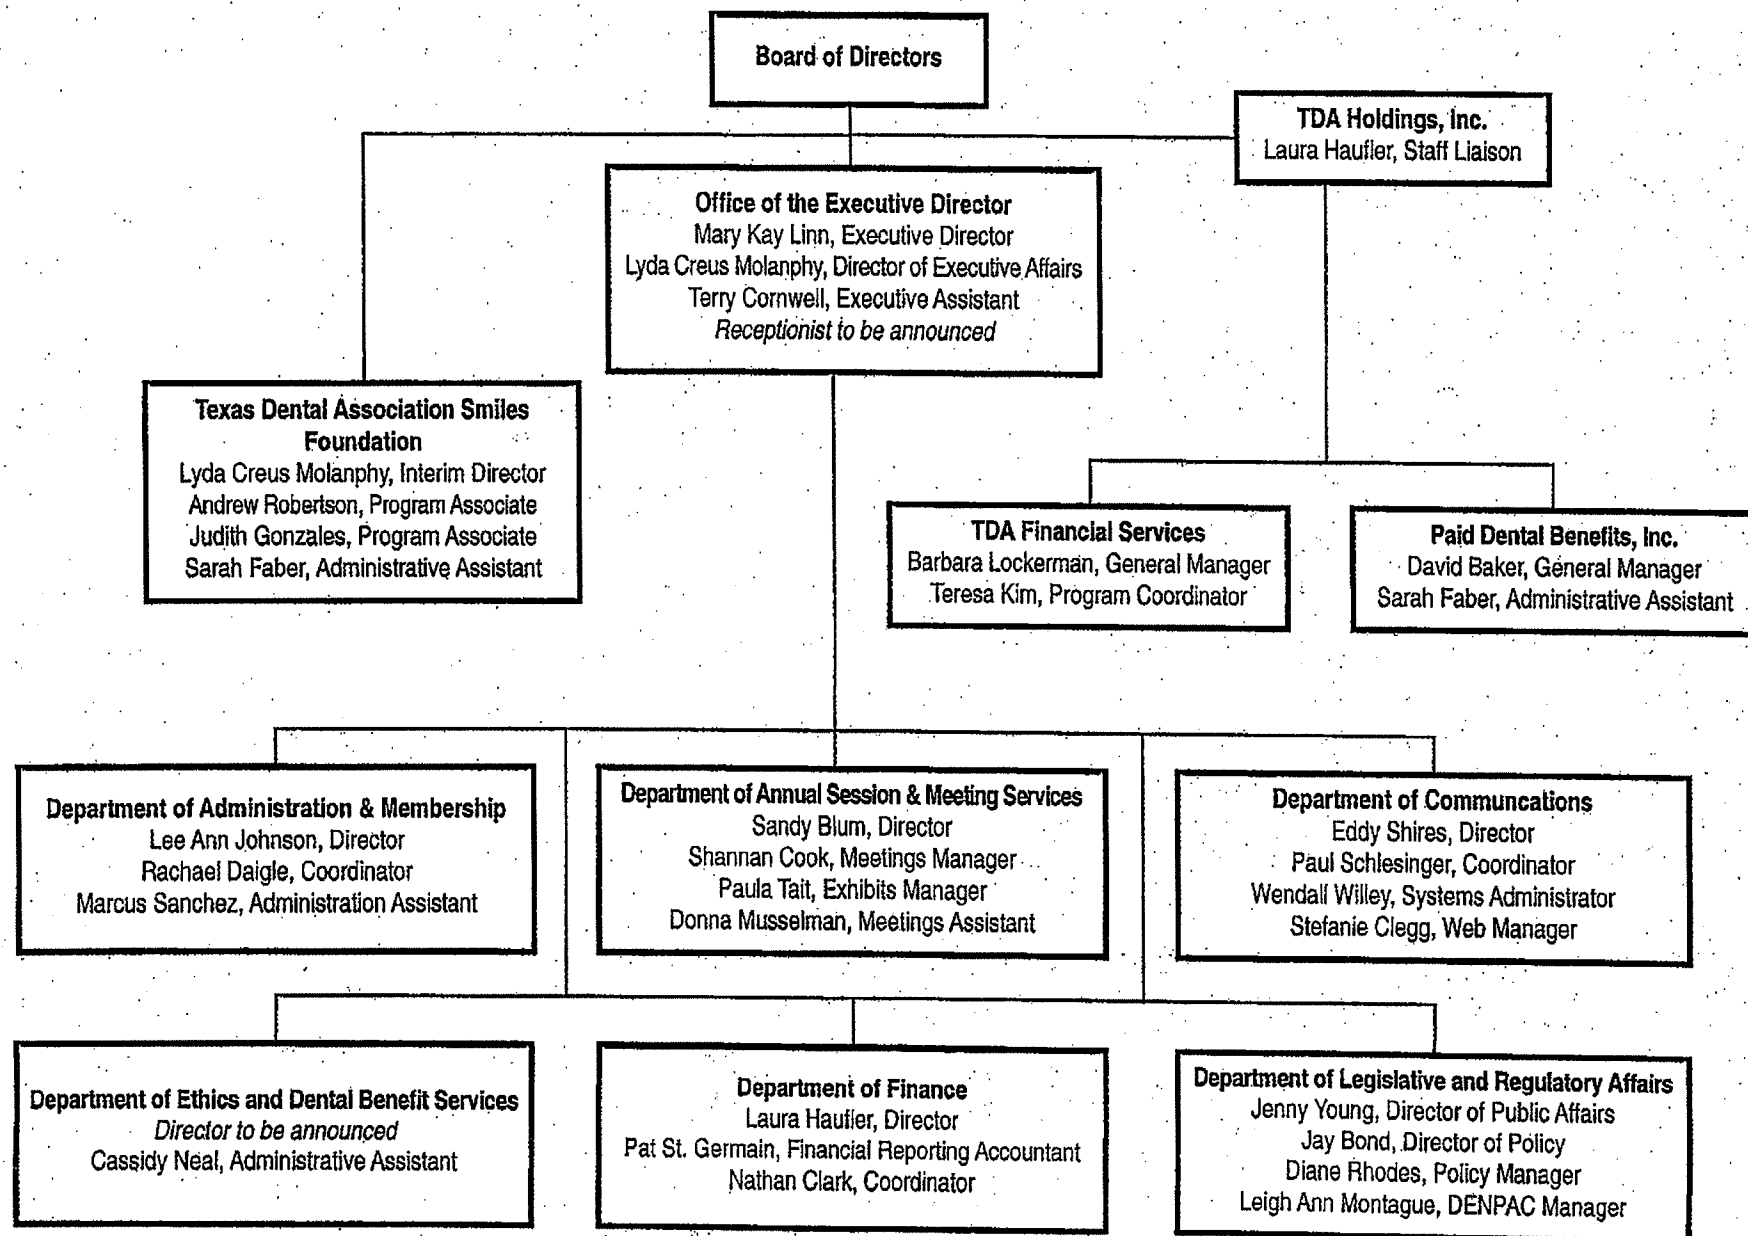 Board of Directors
TDA Holdings, Inc.
Laura Haufler, Staff Liaison
Office of the Executive Director
Mary Kay Linn, Executive Director
Lyda Creus Molanphy, Director of Executive Affairs
Terry Cornwell, Executive Assistant
Receptionist to be announced
Texas Dental Association Smiles
Foundation
Lyda Creus Molanphy, Interim Director
Andrew Robertson, Program Associate
Judith Gonzales, Program Associate
Sarah Faber, Administrative Assistant
TDA Financial Services
Barbara Lockerman, General Manager
Teresa Kim, Program Coordinator
Paid Dental Benefits, Inc.
David Baker, General Manager
Sarah Faber, Administrative Assistant
Department of Administration & Membership
Lee Ann Johnson, Director
Rachael Daigle, Coordinator
Marcus Sanchez, Administration Assistant
Department of Annual Session & Meeting Services
Sandy Blum, Director
Shannan Cook, Meetings Manager
Paula Tait, Exhibits Manager
Donna Musselman, Meetings Assistant
Department of Communcations
Eddy Shires, Director
Paul Schlesinger, Coordinator
Wendall Willey, Systems Administrator
Stefanie Clegg, Web Manager
Department of Ethics and Dental Benefit Services
Director to be announced
Cassidy Neal, Administrative Assistant
Department of Finance
Laura Haufler, Director
Pat St. Germain, Financial Reporting Accountant
Nathan Clark, Coordinator
Department of Legislative and Regulatory Affairs
Jenny Young, Director of Public Affairs
Jay Bond, Director of Policy
Diane Rhodes, Policy Manager
Leigh Ann Montague, DENPAC Manager